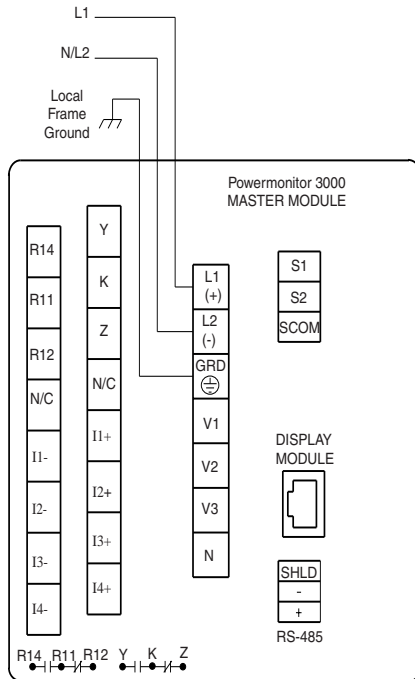 L1
N/L2
Local
Frame
Ground
Powermonitor 3000
MASTER MODULE
R14
R11
R12
N/C
I1-
I2-
I3-
I4-
Y
K
Z
N/C
I1+
I2+
I3+
I4+
L1
(+)
L2
(-)
GRD
V1
V2
V3
N
S1
S2
SCOM
DISPLAY
MODULE
SHLD
-
+
RS-485
R14 R11 R12 Y K Z